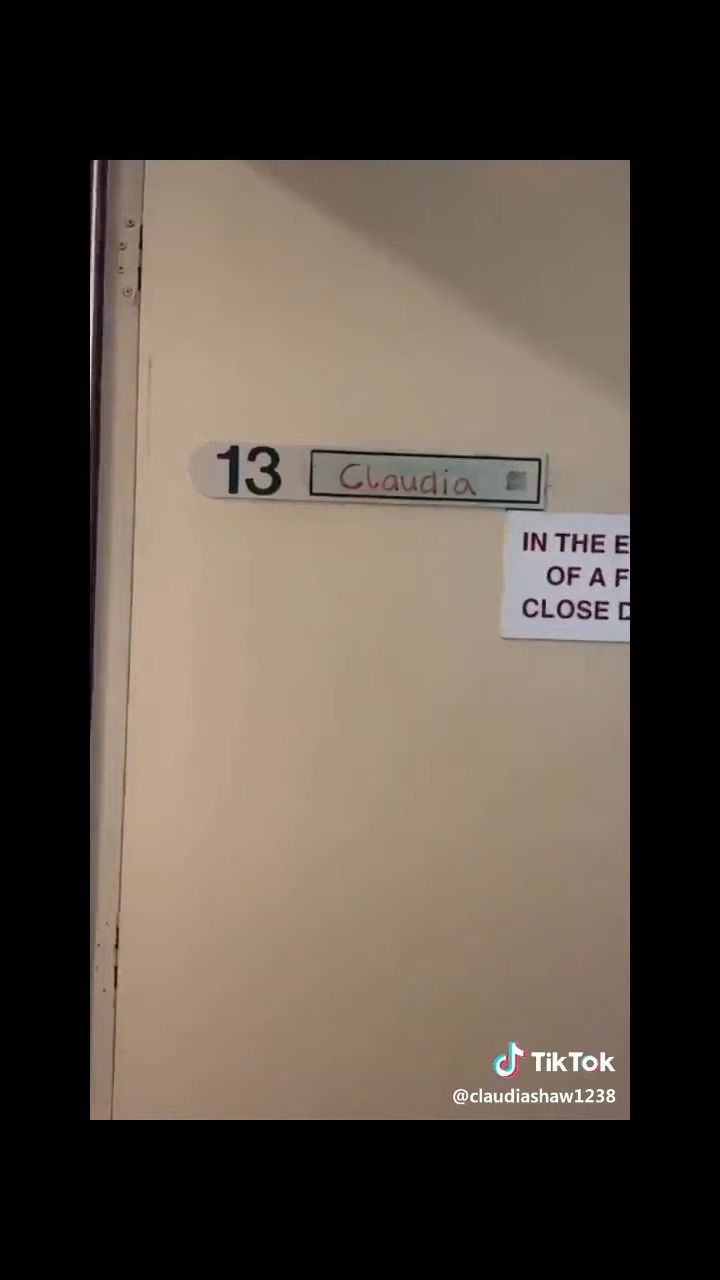 13 Claudia
IN THE E
OF A F
CLOSE D
TikTok
@claudiashaw1238